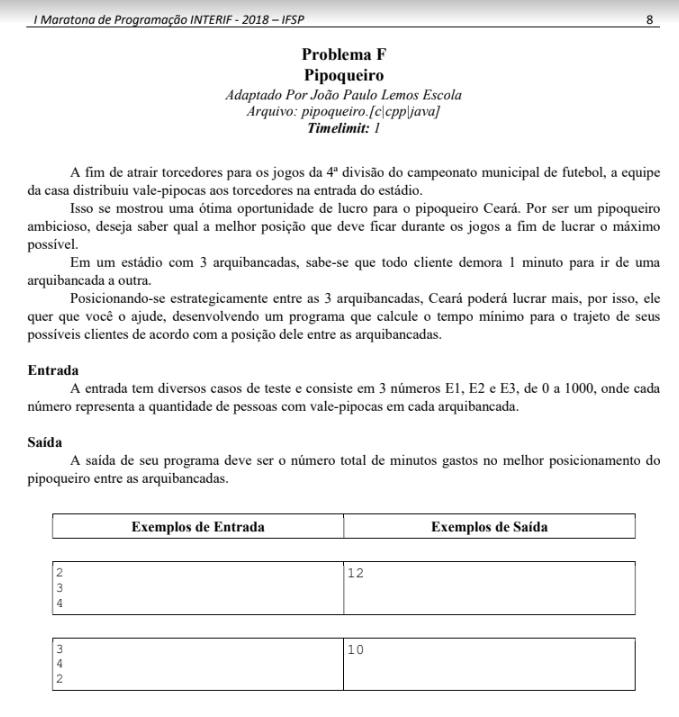 I Maratona de Programação INTERIF - 2018 – IFSP 8
Problema F
Pipoqueiro
Adaptado Por João Paulo Lemos Escola
Arquivo: pipoqueiro.[c|cpp|java]
Timelimit: 1
A fim de atrair torcedores para os jogos da 4ª divisão do campeonato municipal de futebol, a equipe
da casa distribuiu vale-pipocas aos torcedores na entrada do estádio.
Isso se mostrou uma ótima oportunidade de lucro para o pipoqueiro Ceará. Por ser um pipoqueiro
ambicioso, deseja saber qual a melhor posição que deve ficar durante os jogos a fim de lucrar o máximo
possível.
Em um estádio com 3 arquibancadas, sabe-se que todo cliente demora 1 minuto para ir de uma
arquibancada a outra.
Posicionando-se estrategicamente entre as 3 arquibancadas, Ceará poderá lucrar mais, por isso, ele
quer que você o ajude, desenvolvendo um programa que calcule o tempo mínimo para o trajeto de seus
possíveis clientes de acordo com a posição dele entre as arquibancadas.
Entrada
A entrada tem diversos casos de teste e consiste em 3 números E1, E2 e E3, de 0 a 1000, onde cada
número representa a quantidade de pessoas com vale-pipocas em cada arquibancada.
Saída
A saída de seu programa deve ser o número total de minutos gastos no melhor posicionamento do
pipoqueiro entre as arquibancadas.
Exemplos de Entrada Exemplos de Saída
2 12
3
4
3 10
4
2